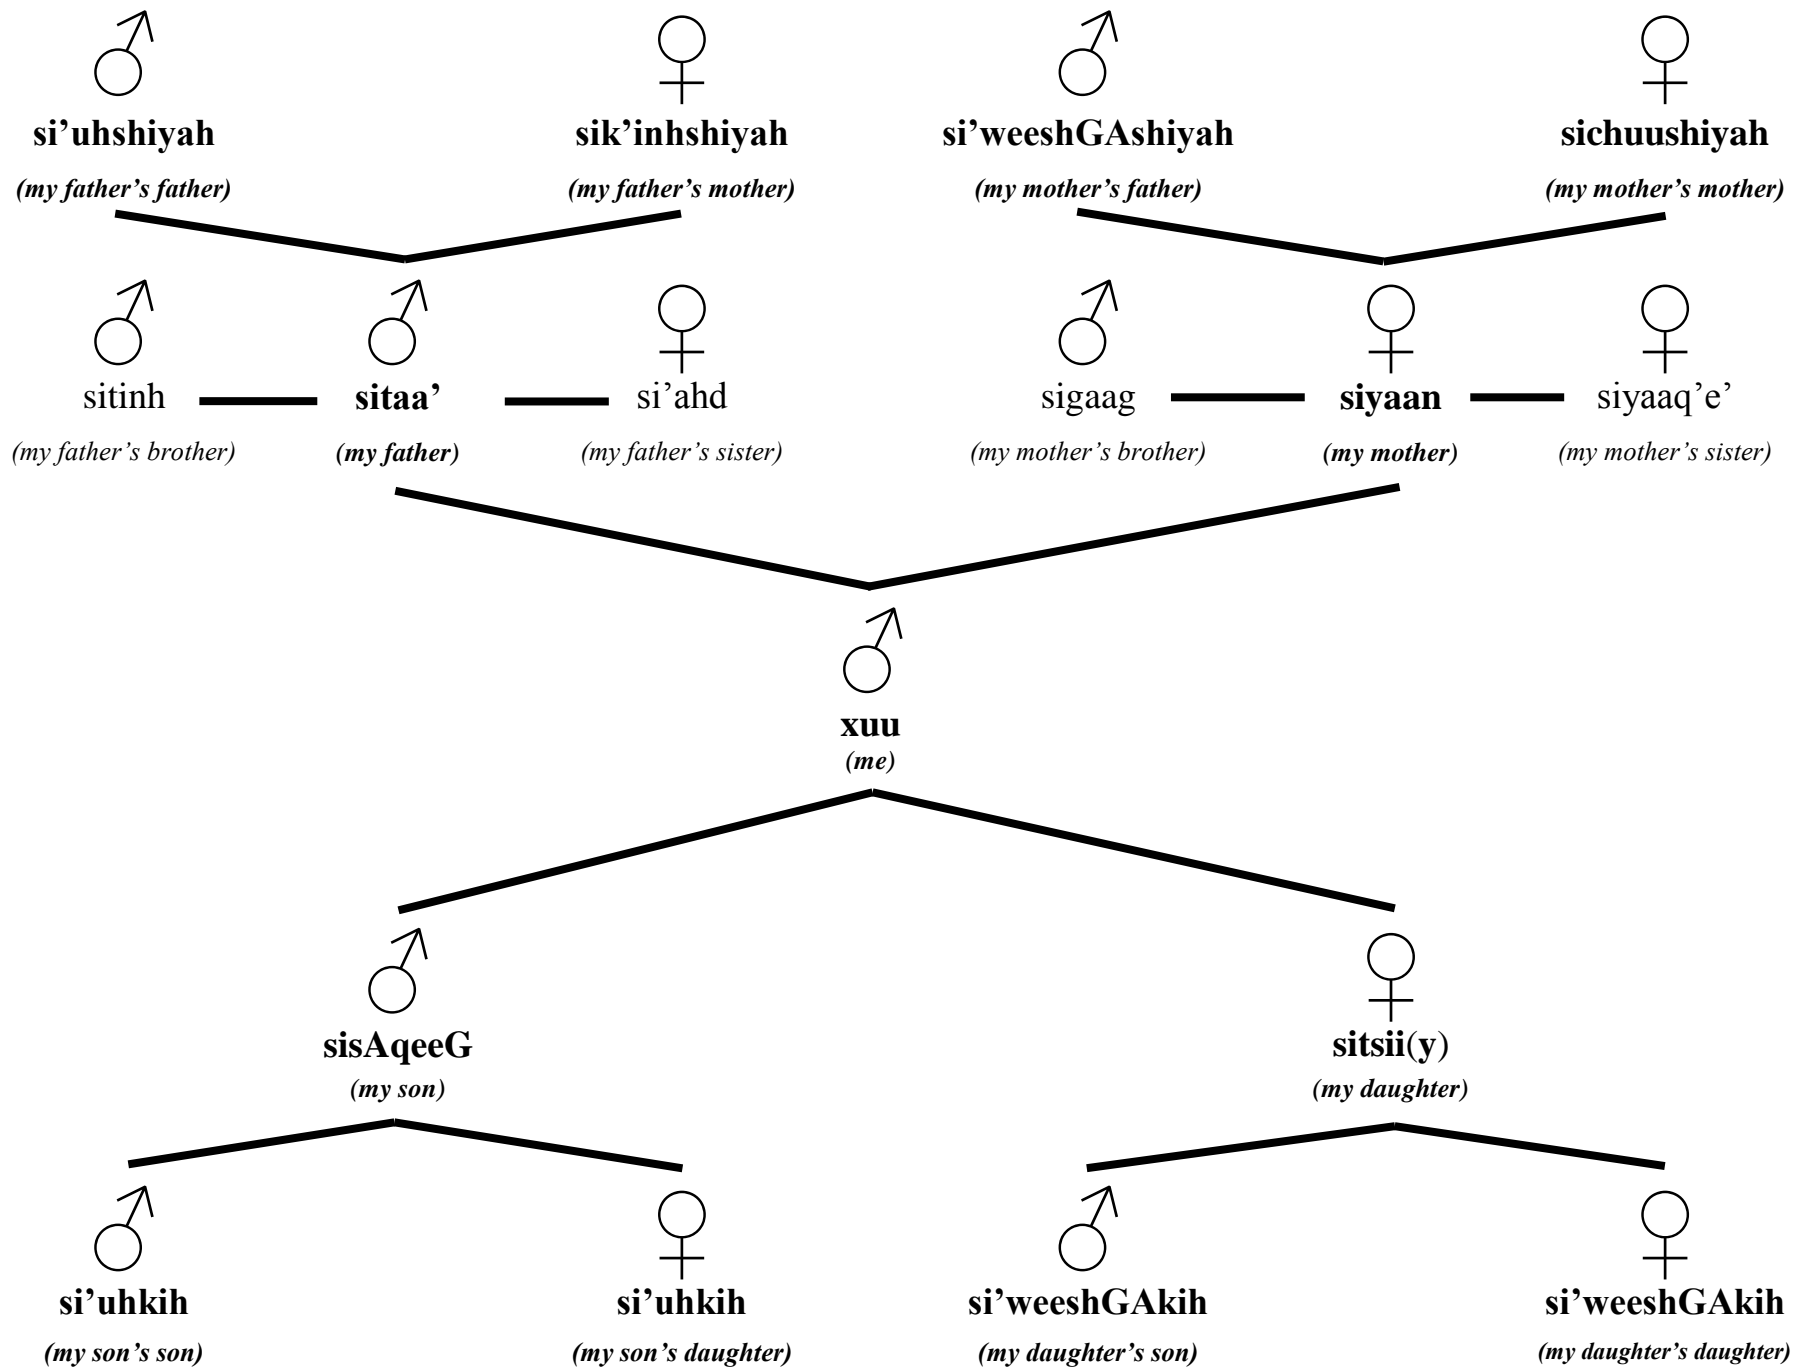 si’uhshiyah sik’inhshiyah si’weeshGAshiyah sichuushiyah
(my father’s father) (my father’s mother) (my mother’s father) (my mother’s mother)
sitinh sitaa’ si’ahd sigaag siyaan siyaaq’e’
(my father’s brother) (my father) (my father’s sister) (my mother’s brother) (my mother) (my mother’s sister)
xuu
(me)
sisAqeeG sitsii(y)
(my son) (my daughter)
si’uhkih si’uhkih si’weeshGAkih si’weeshGAkih
(my son’s son) (my son’s daughter) (my daughter’s son) (my daughter’s daughter)